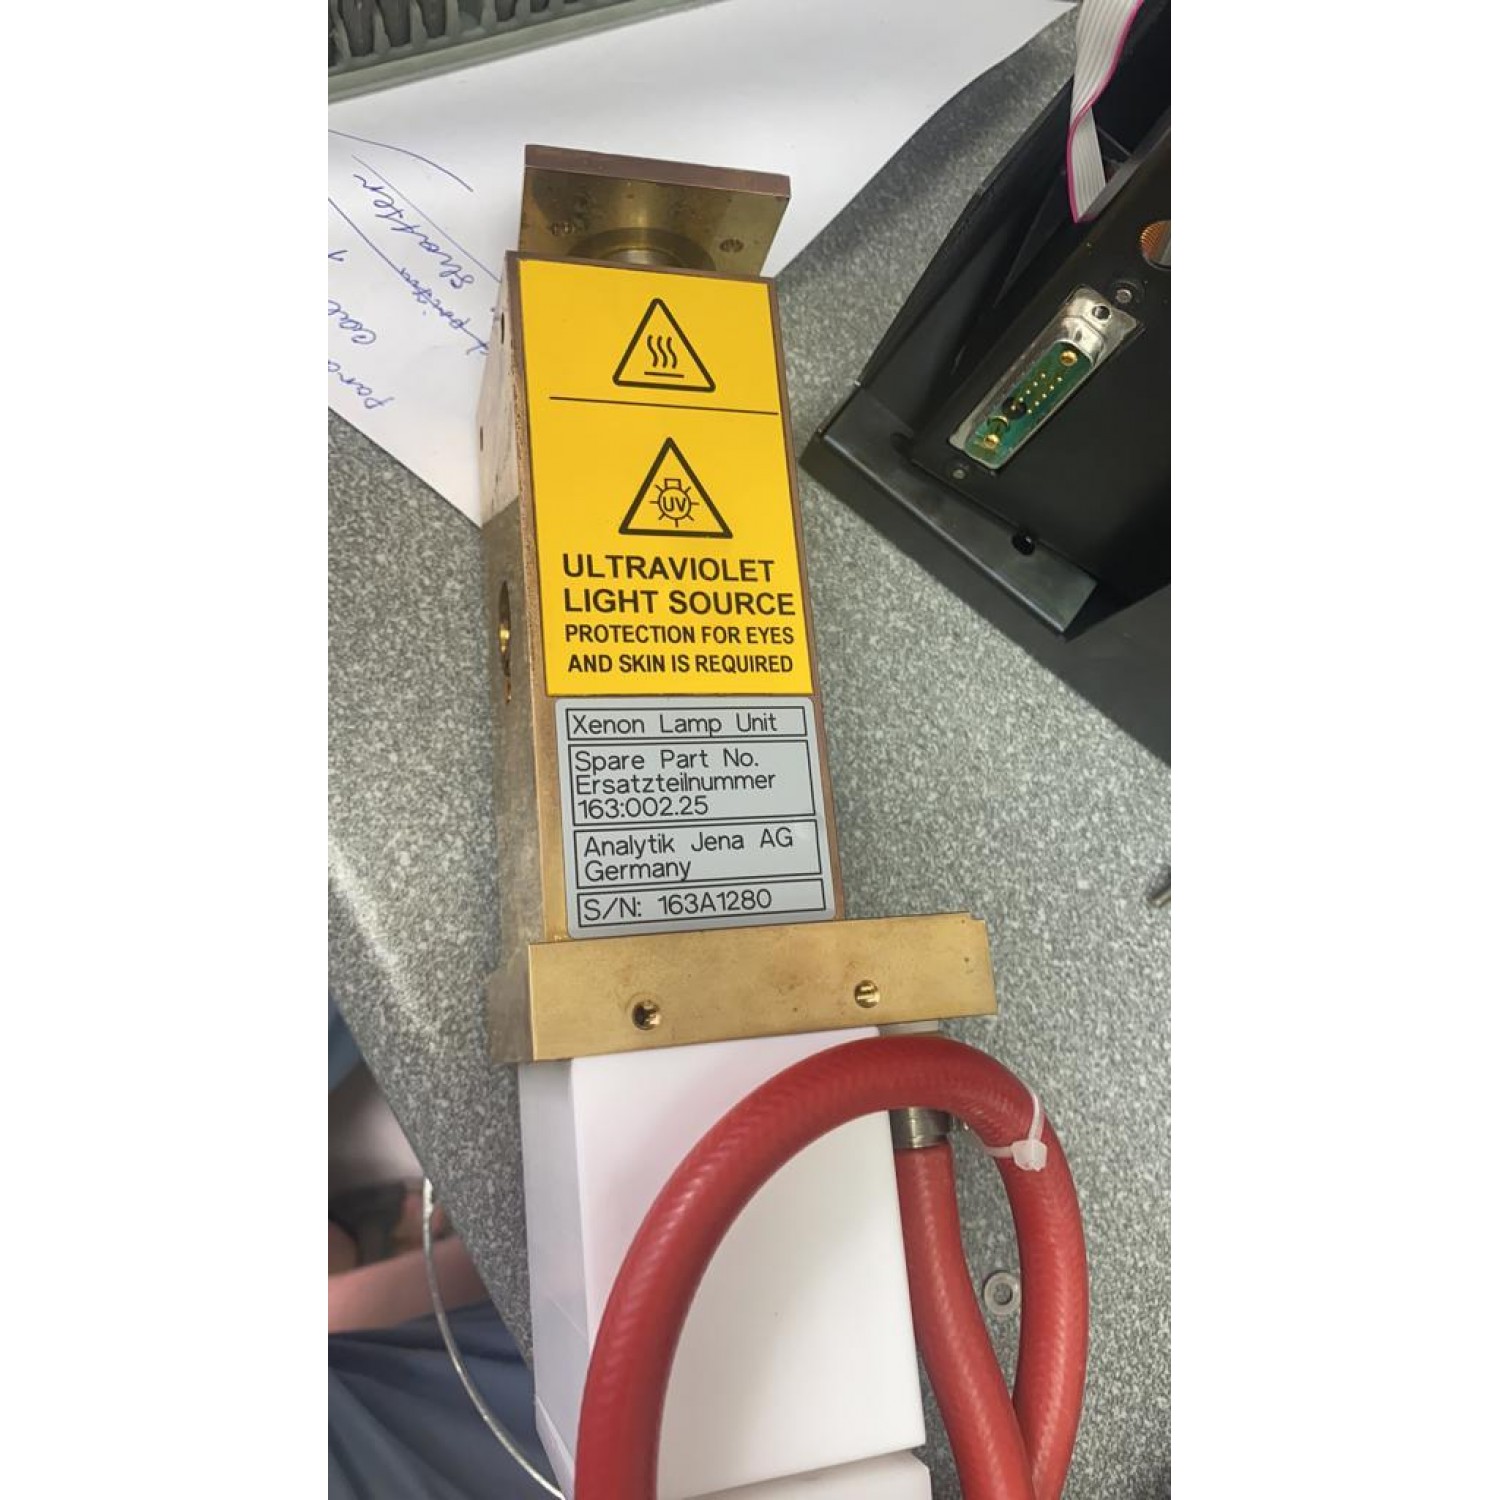 UV
ULTRAVIOLET
LIGHT SOURCE
PROTECTION FOR EYES
AND SKIN IS REQUIRED
Xenon Lamp Unit
Spare Part No.
Ersatzteilnummer
163:002.25
Analytik Jena AG
Germany
S/N: 163A1280